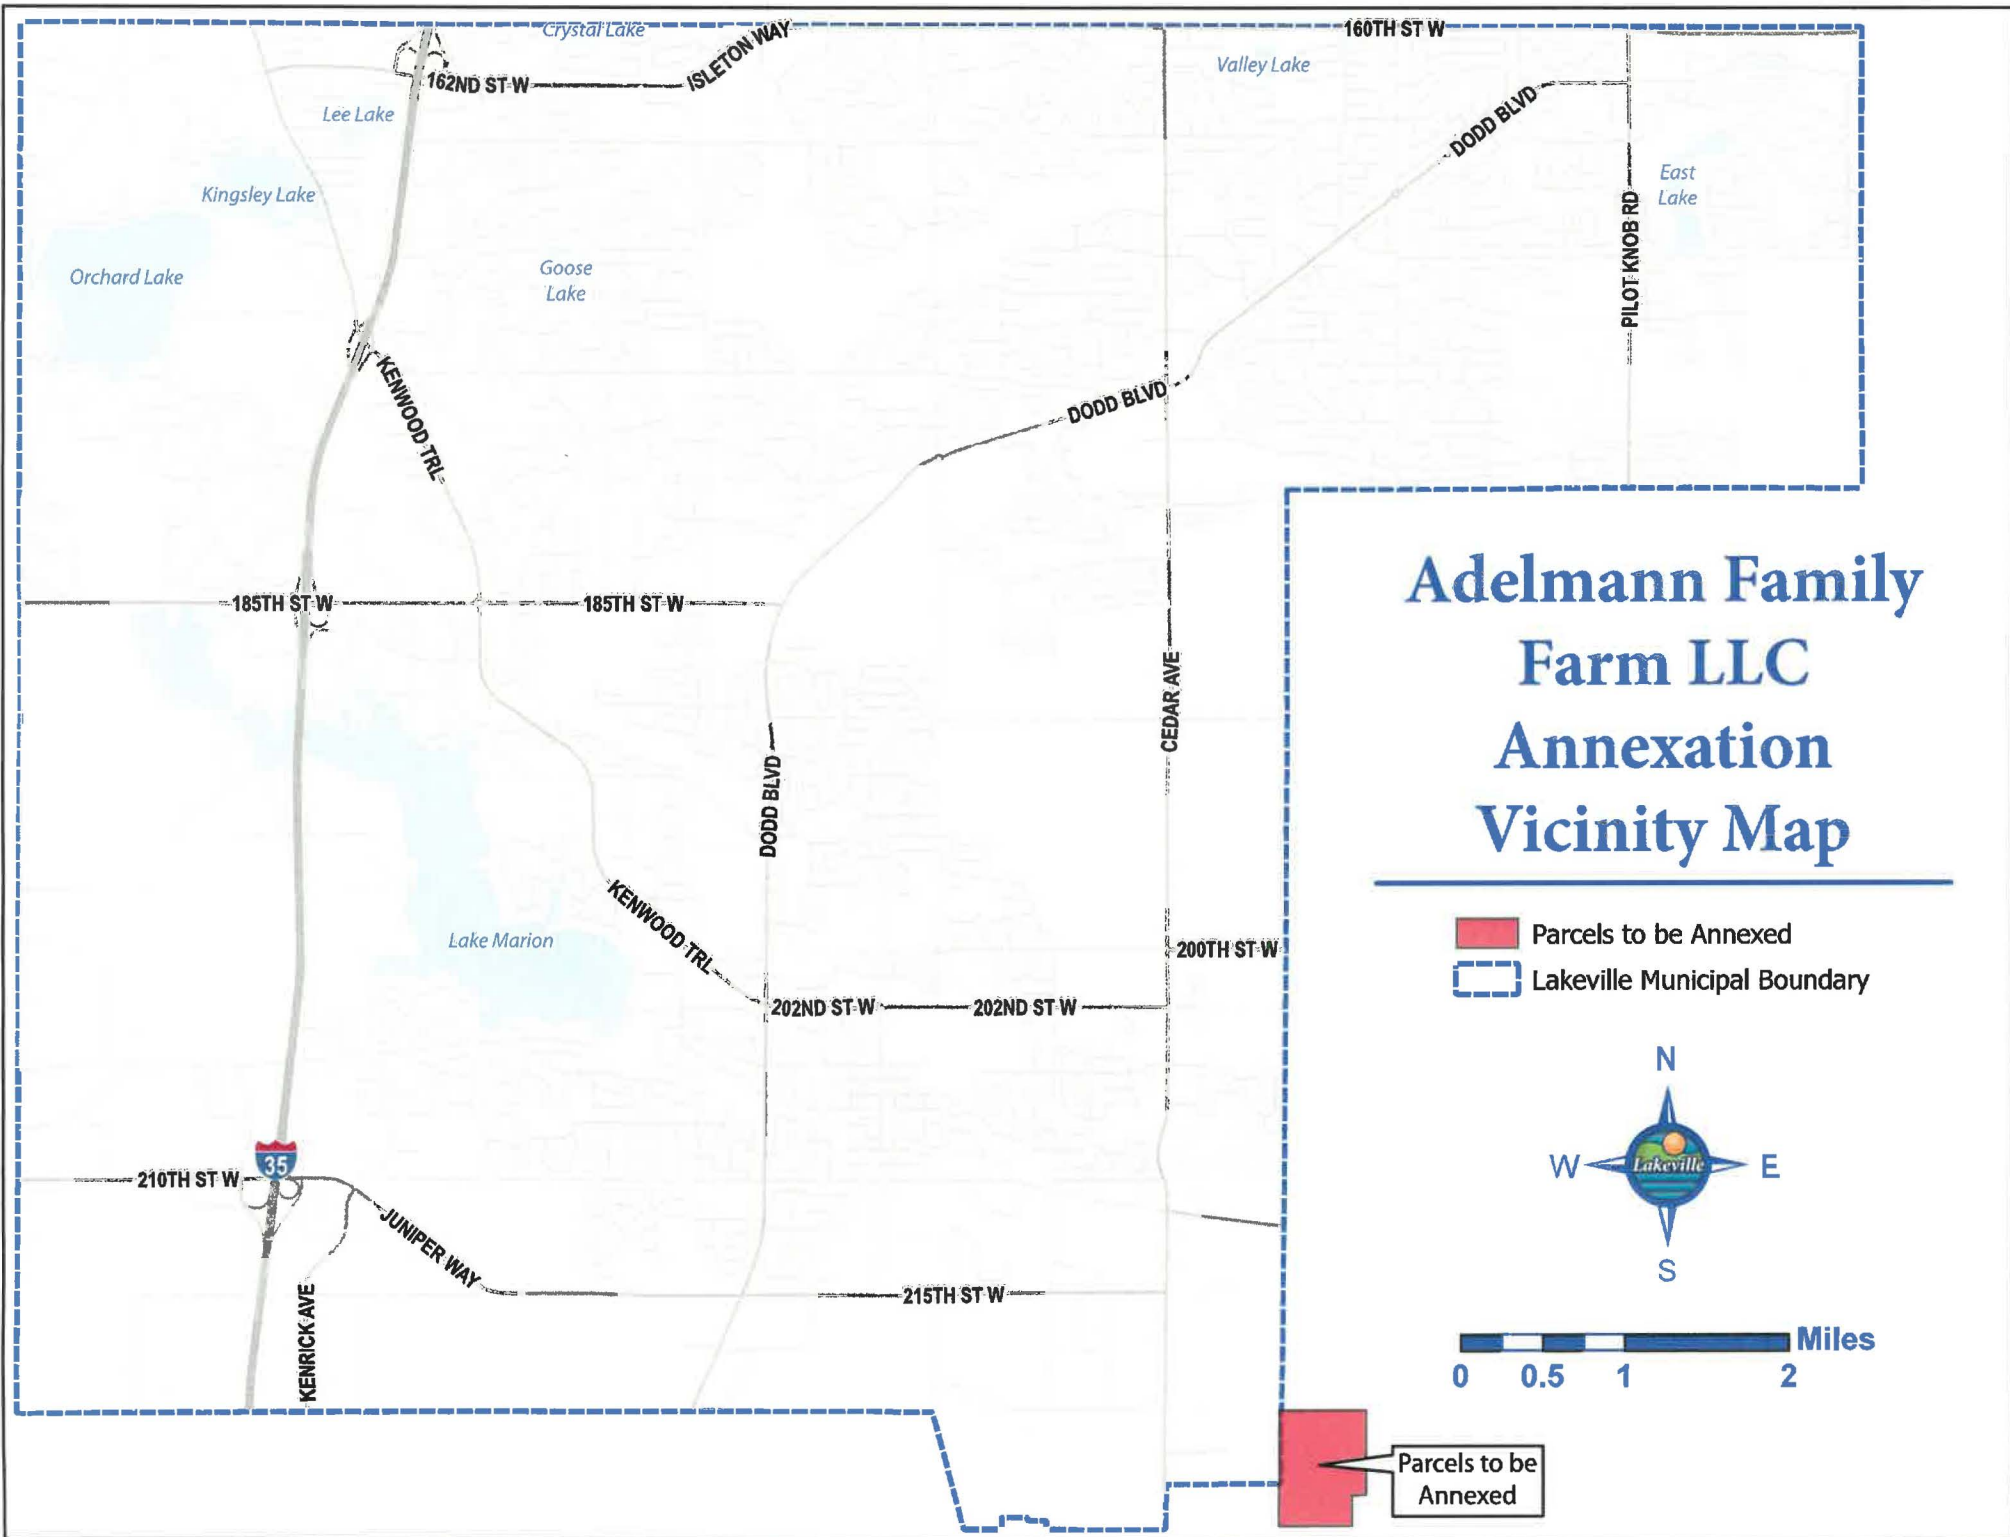 Crystal Lake
160TH ST W
162ND ST W
ISLETON WAY
Valley Lake
Lee Lake
DODD BLVD
Kingsley Lake
East
Lake
PILOT KNOB RD
Orchard Lake
Goose
Lake
KENWOOD TRL
DODD BLVD
185TH ST W
185TH ST W
CEDAR AVE
DODD BLVD
KENWOOD TRL
Lake Marion
200TH ST W
202ND ST W
202ND ST W
35
210TH ST W
JUNIPER WAY
215TH ST W
KENRICK AVE
Adelmann Family
Farm LLC
Annexation
Vicinity Map
Parcels to be Annexed
Lakeville Municipal Boundary
N
W
Lakeville
E
S
Miles
0 0.5 1 2
Parcels to be
Annexed